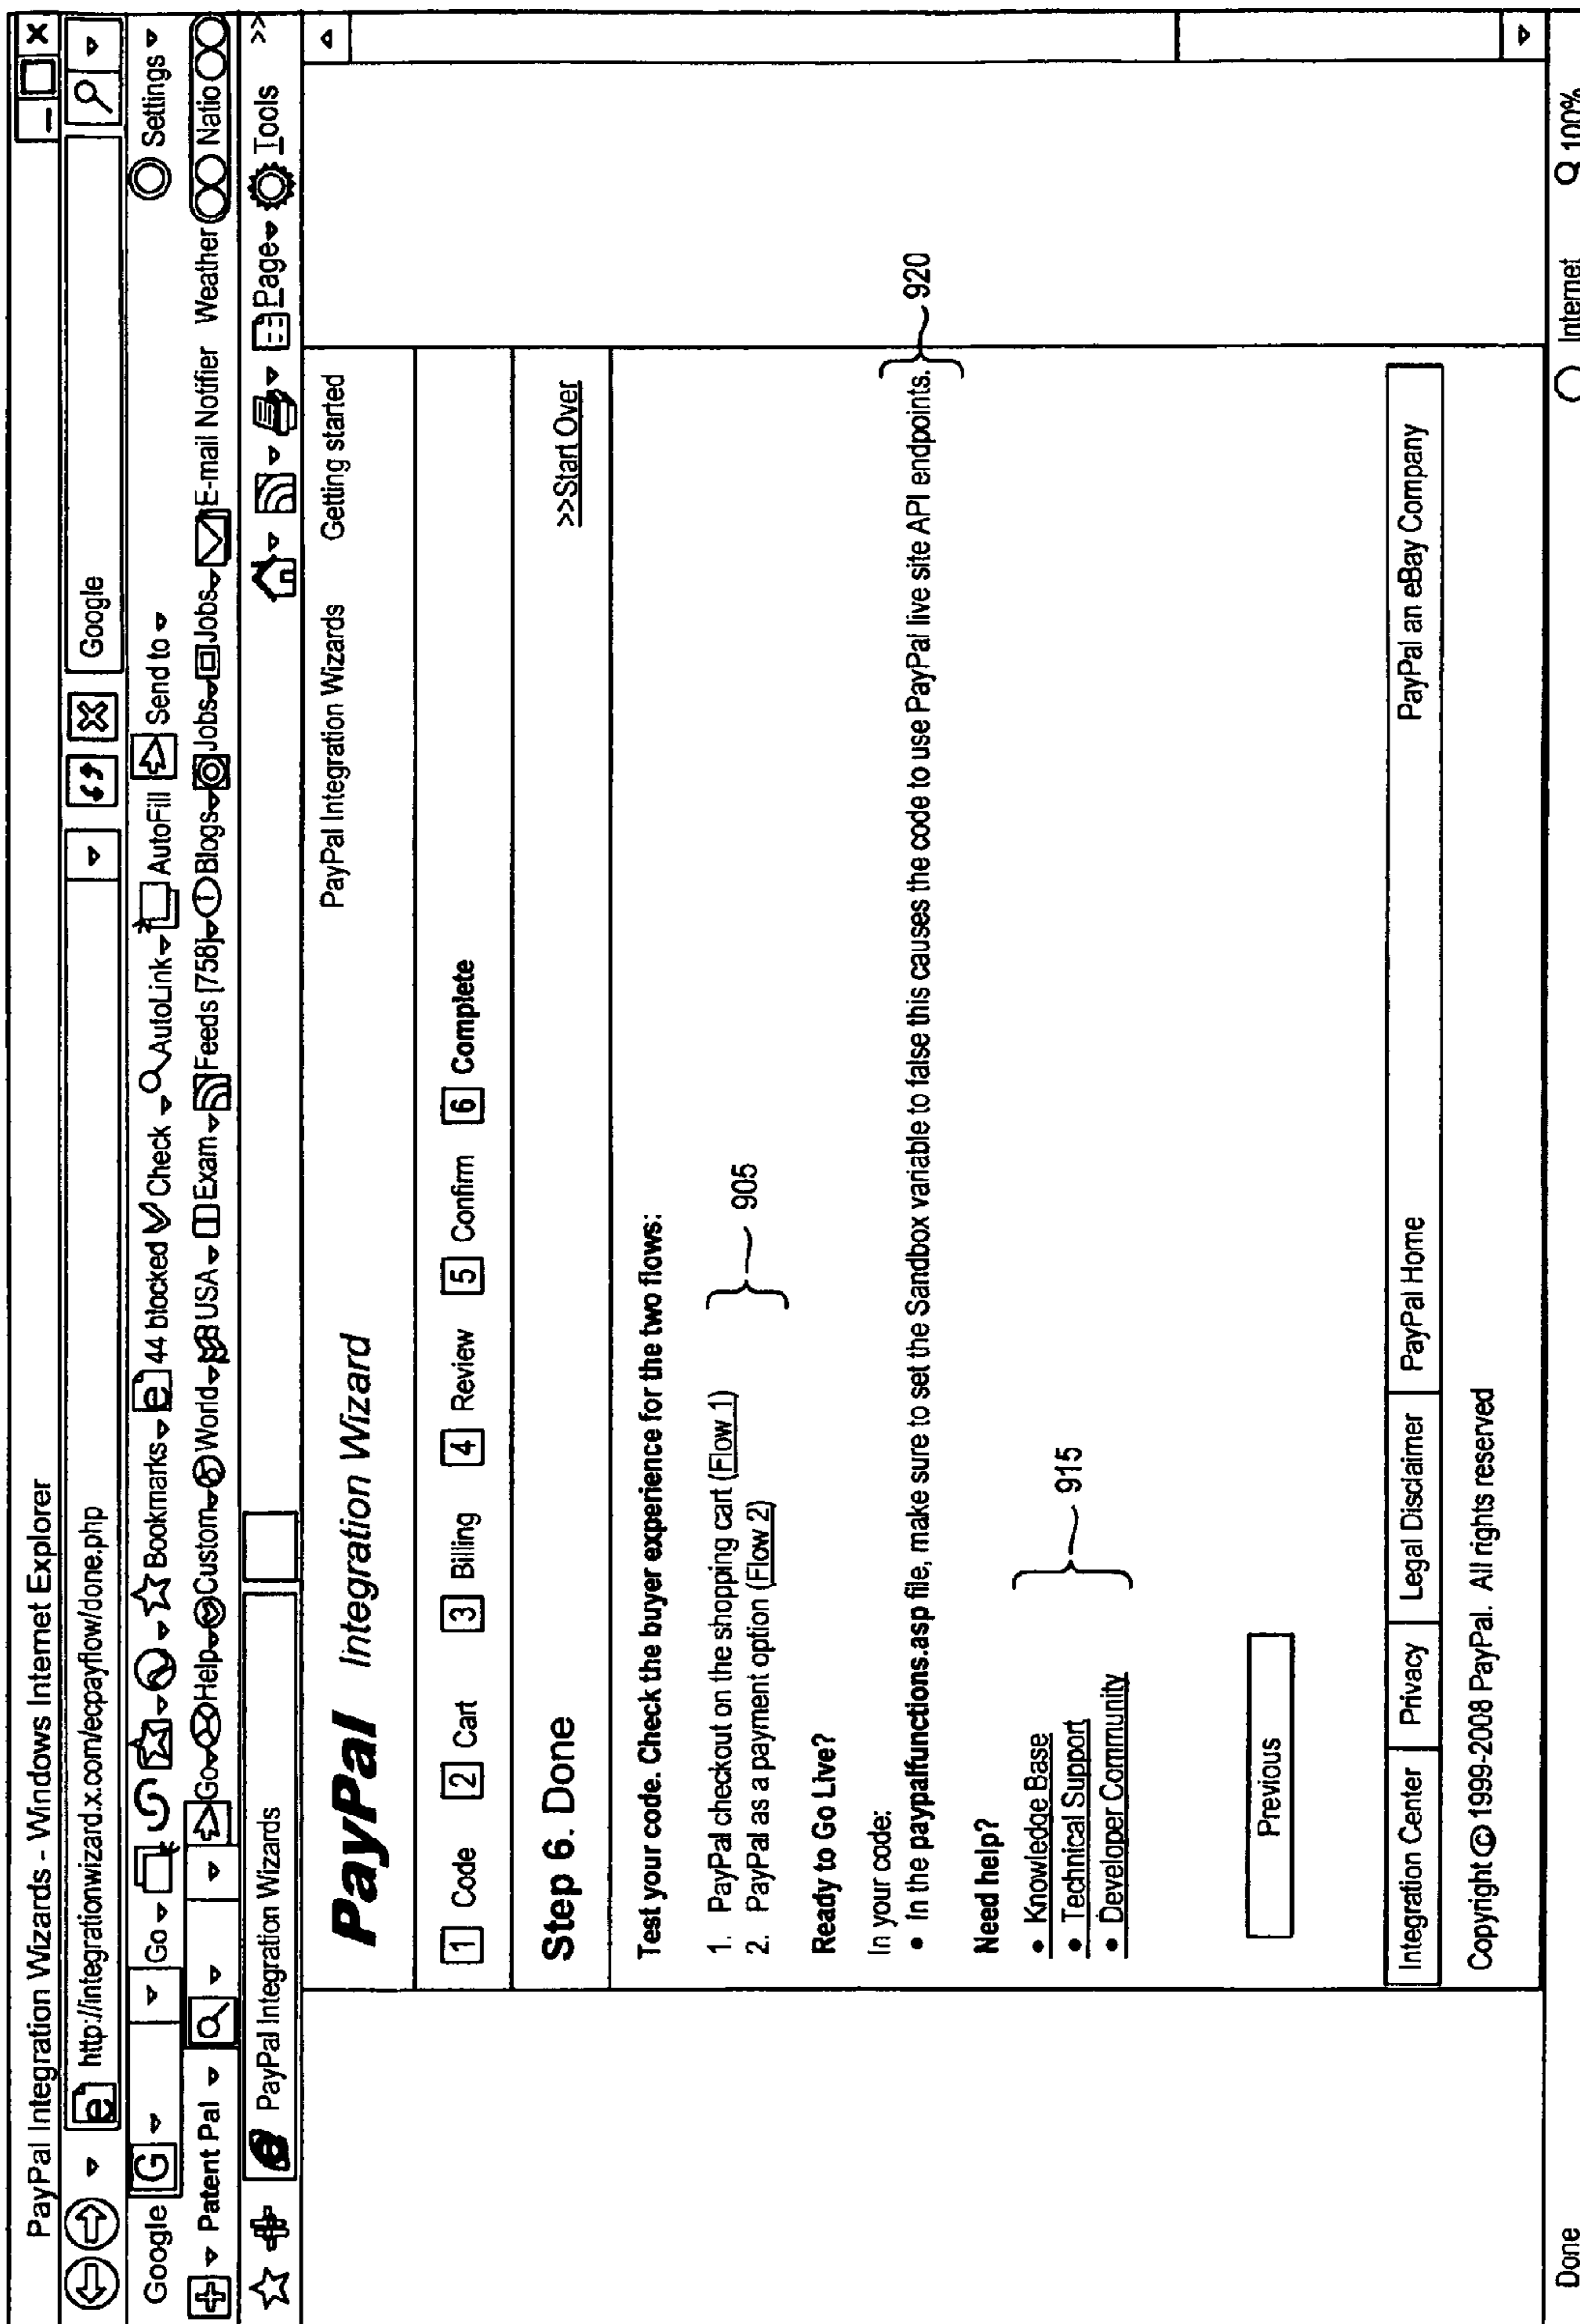 PayPal Integration Wizards - Windows Internet Explorer
http://integrationwizard.x.com/ecpayflow/done.php Google
Google G Go Bookmarks 44 blocked Check AutoLink AutoFill Send to Settings
Patent Pal Go Help Custom World USA Exam Feeds [758] Blogs Jobs Jobs E-mail Notifier Weather Natio
PayPal Integration Wizards Page Tools >>
PayPal Integration Wizard PayPal Integration Wizards Getting started
1 Code 2 Cart 3 Billing 4 Review 5 Confirm 6 Complete
Step 6. Done >>Start Over
Test your code. Check the buyer experience for the two flows:
1. PayPal checkout on the shopping cart (Flow 1)
2. PayPal as a payment option (Flow 2)
905
Ready to Go Live?
In your code:
• In the paypalfunctions.asp file, make sure to set the Sandbox variable to false this causes the code to use PayPal live site API endpoints.
920
Need help?
• Knowledge Base
• Technical Support
• Developer Community
915
Previous
Integration Center Privacy Legal Disclaimer PayPal Home PayPal an eBay Company
Copyright © 1999-2008 PayPal. All rights reserved
Done Internet 100%